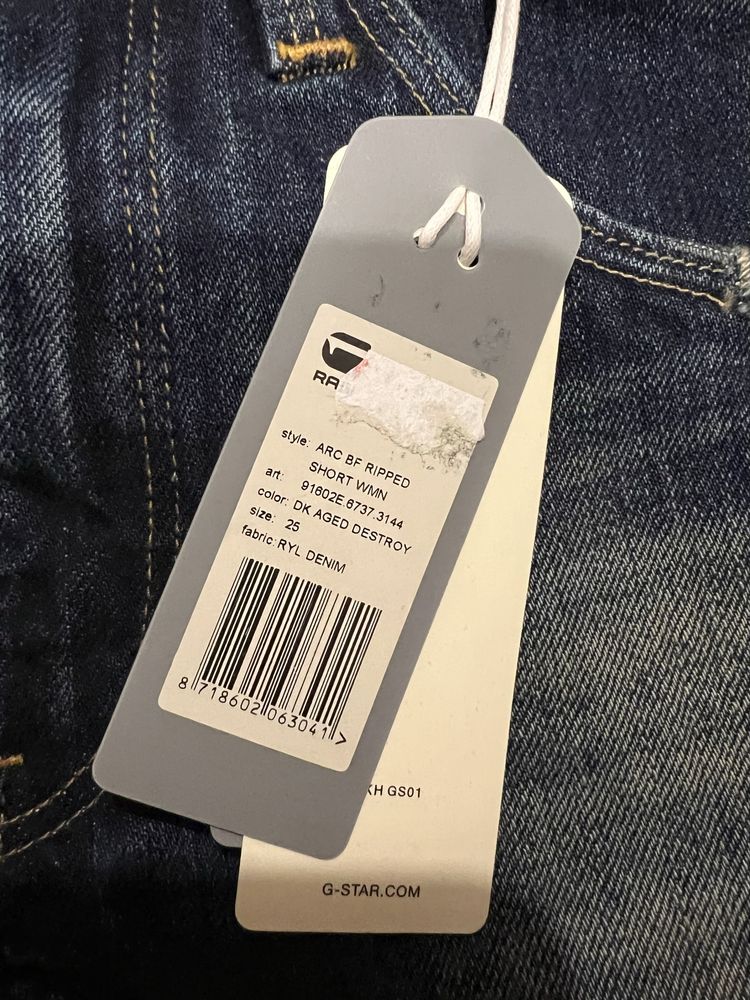 RA
style: ARC BF RIPPED
SHORT WMN
art: 91602E.6737.3144
color: DK AGED DESTROY
size: 25
fabric: RYL DENIM
8 718602 063041 >
KH GS01
G-STAR.COM